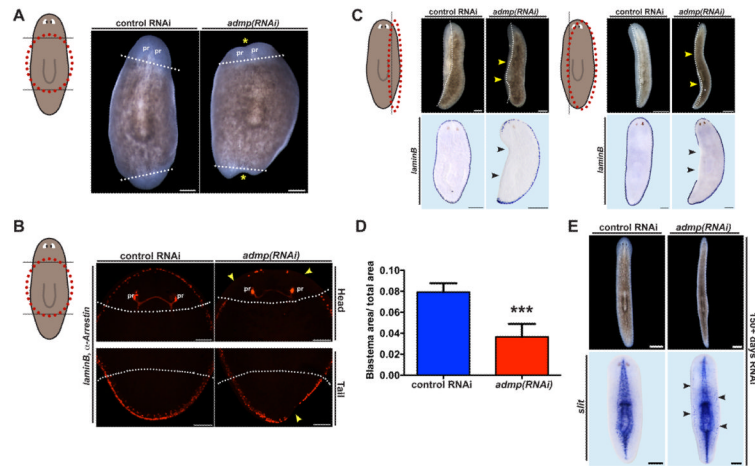 A
control RNAi
admp(RNAi)
pr pr
*
pr pr
*
B
control RNAi
admp(RNAi)
laminB, α-Arrestin
pr
pr
pr
pr
Head
Tail
C
control RNAi
admp(RNAi)
laminB
control RNAi
admp(RNAi)
laminB
D
Blastema area/ total area
0.10
0.08
0.06
0.04
0.02
0.00
***
control RNAi
admp(RNAi)
E
control RNAi
admp(RNAi)
slit
150+ days RNAi